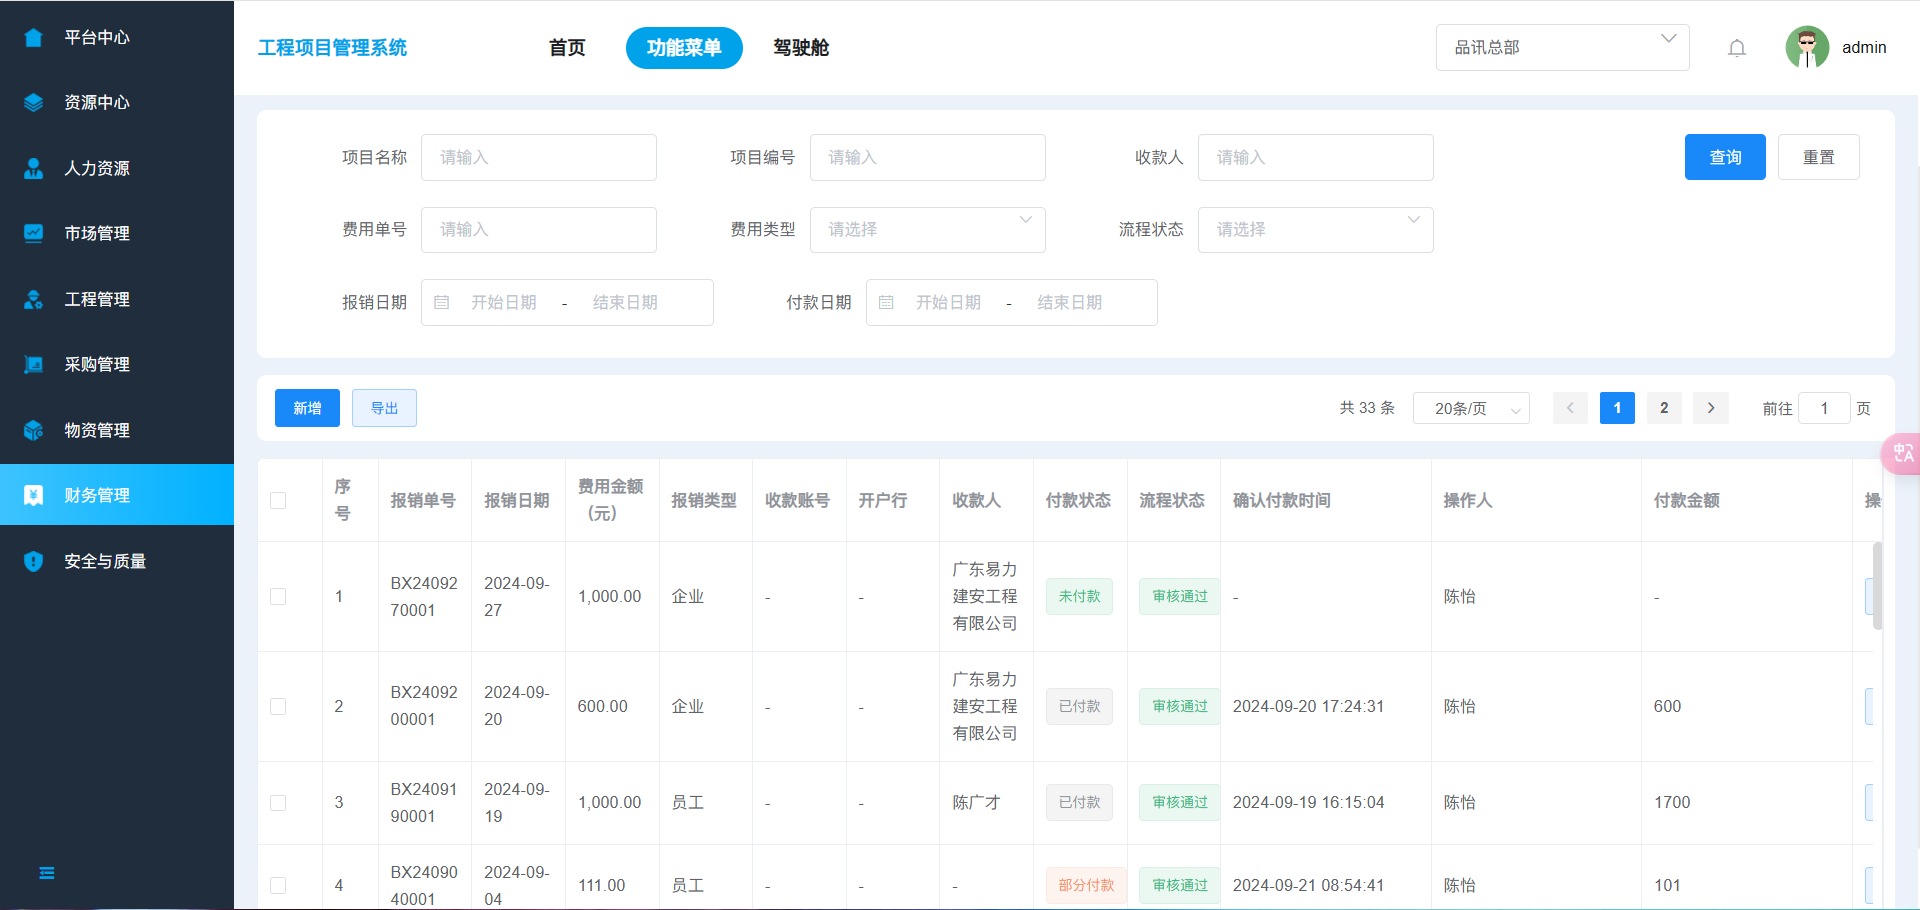 平台中心
资源中心
人力资源
市场管理
工程管理
采购管理
物资管理
财务管理
安全与质量
工程项目管理系统
首页
功能菜单
驾驶舱
品讯总部
admin
项目名称 请输入 项目编号 请输入 收款人 请输入 查询 重置
费用单号 请输入 费用类型 请选择 流程状态 请选择
报销日期 开始日期 - 结束日期 付款日期 开始日期 - 结束日期
新增 导出 共 33 条 20条/页 1 2 前往 1 页
中A
序
号
报销单号
报销日期
费用金额
（元）
报销类型
收款账号
开户行
收款人
付款状态
流程状态
确认付款时间
操作人
付款金额
操
1
BX24092
70001
2024-09-
27
1,000.00
企业
-
-
广东易力
建安工程
有限公司
未付款
审核通过
-
陈怡
-
2
BX24092
00001
2024-09-
20
600.00
企业
-
-
广东易力
建安工程
有限公司
已付款
审核通过
2024-09-20 17:24:31
陈怡
600
3
BX24091
90001
2024-09-
19
1,000.00
员工
-
-
陈广才
已付款
审核通过
2024-09-19 16:15:04
陈怡
1700
4
BX24090
40001
2024-09-
04
111.00
员工
-
-
-
部分付款
审核通过
2024-09-21 08:54:41
陈怡
101